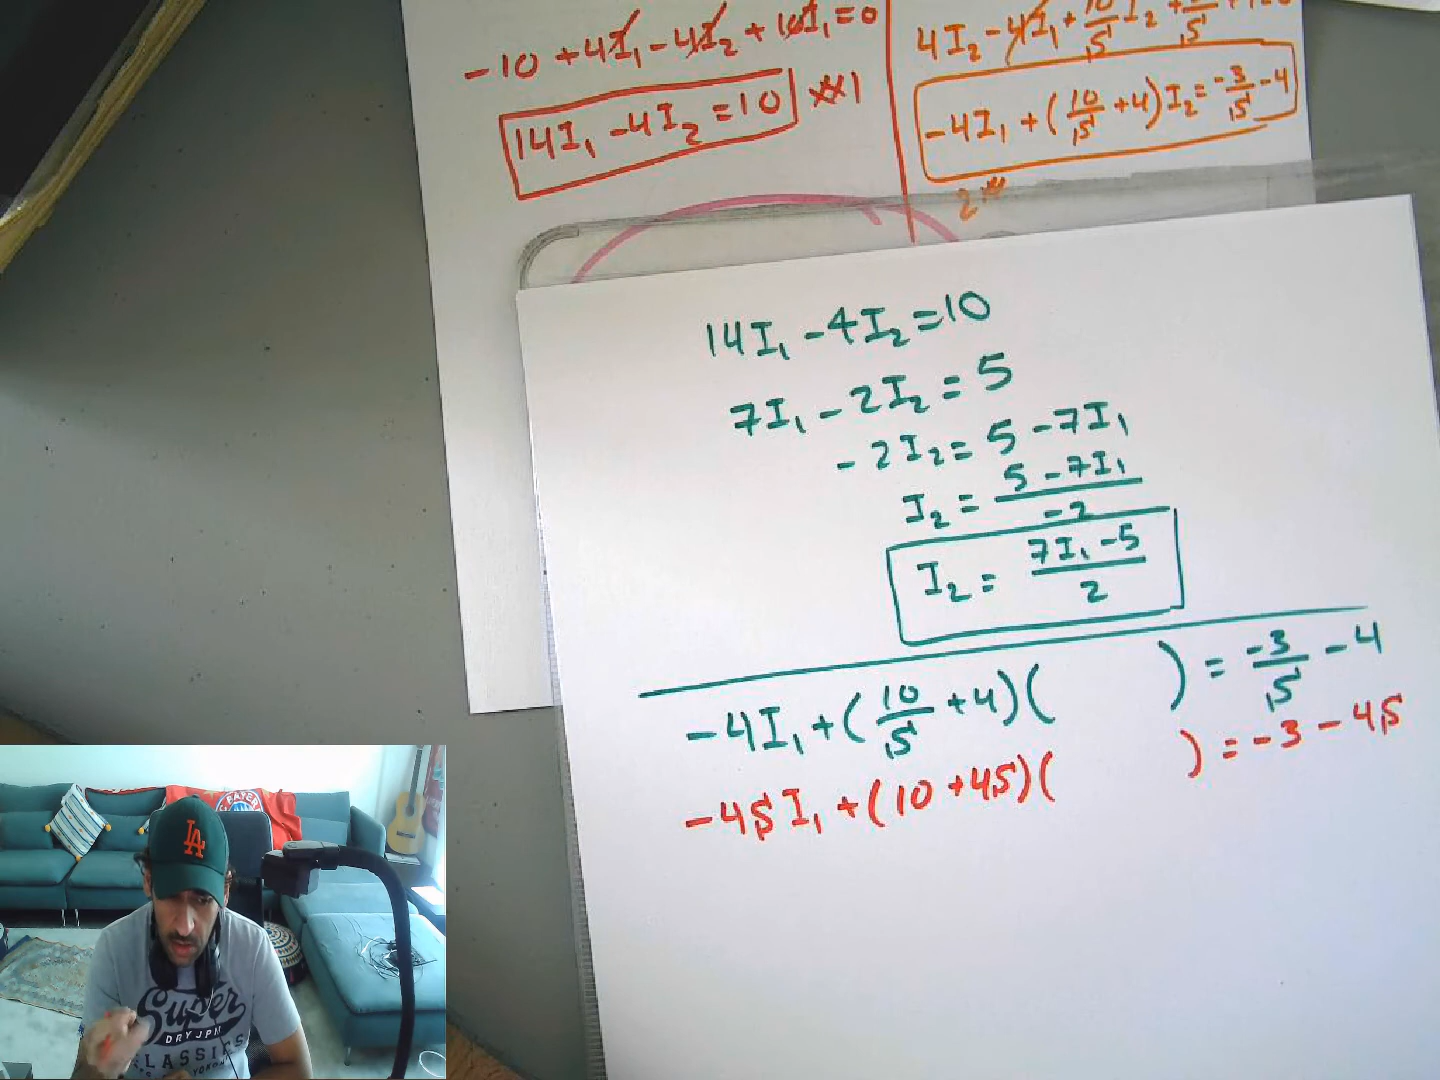 -10 + 4I₁ - 4I₂ + 10I₁ = 0
14I₁ - 4I₂ = 10
1
4I₂ - 4I₁ + 10/s I₂ +
-4I₁ + (10/s + 4)I₂ = -3/s - 4
2
14I₁ - 4I₂ = 10
7I₁ - 2I₂ = 5
-2I₂ = 5 - 7I₁
I₂ = 5 - 7I₁ / -2
I₂ = 7I₁ - 5 / 2
-4I₁ + (10/s + 4)( ) = -3/s - 4
-4sI₁ + (10 + 4s)( ) = -3 - 4s
BAYER
LA
Super
DRY JPN
CLASSICS